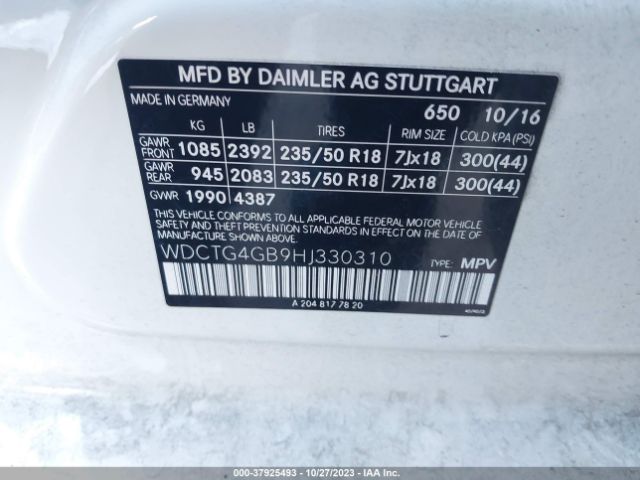 MFD BY DAIMLER AG STUTTGART
MADE IN GERMANY 650 10/16
KG LB TIRES RIM SIZE COLD KPA (PSI)
GAWR FRONT 1085 2392 235/50 R18 7Jx18 300(44)
GAWR REAR 945 2083 235/50 R18 7Jx18 300(44)
GVWR 1990 4387
THIS VEHICLE CONFORMS TO ALL APPLICABLE FEDERAL MOTOR VEHICLE
SAFETY AND THEFT PREVENTION STANDARDS IN EFFECT ON THE DATE
OF MANUFACTURE SHOWN ABOVE.
WDCTG4GB9HJ330310 TYPE: MPV
A 204 817 78 20
000-37925493 - 10/27/2023 - IAA Inc.